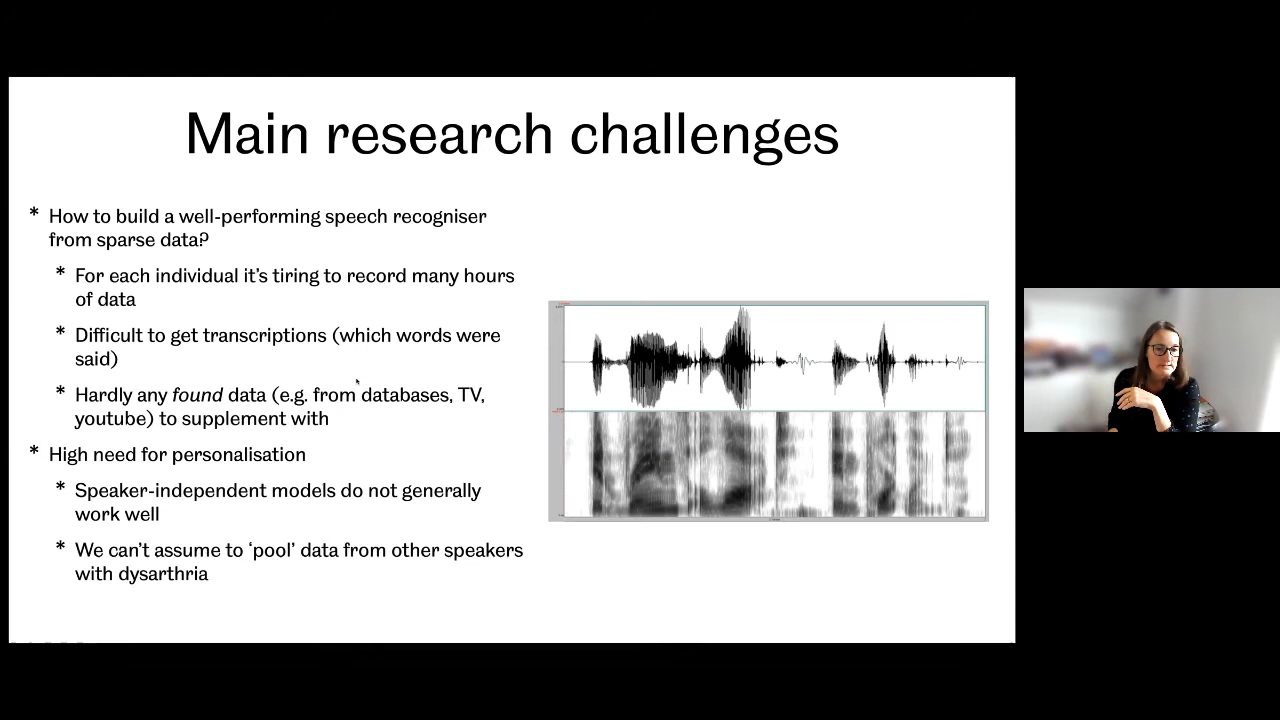 Main research challenges
* How to build a well-performing speech recogniser
from sparse data?
* For each individual it's tiring to record many hours
of data
* Difficult to get transcriptions (which words were
said)
* Hardly any found data (e.g. from databases, TV,
youtube) to supplement with
* High need for personalisation
* Speaker-independent models do not generally
work well
* We can't assume to 'pool' data from other speakers
with dysarthria